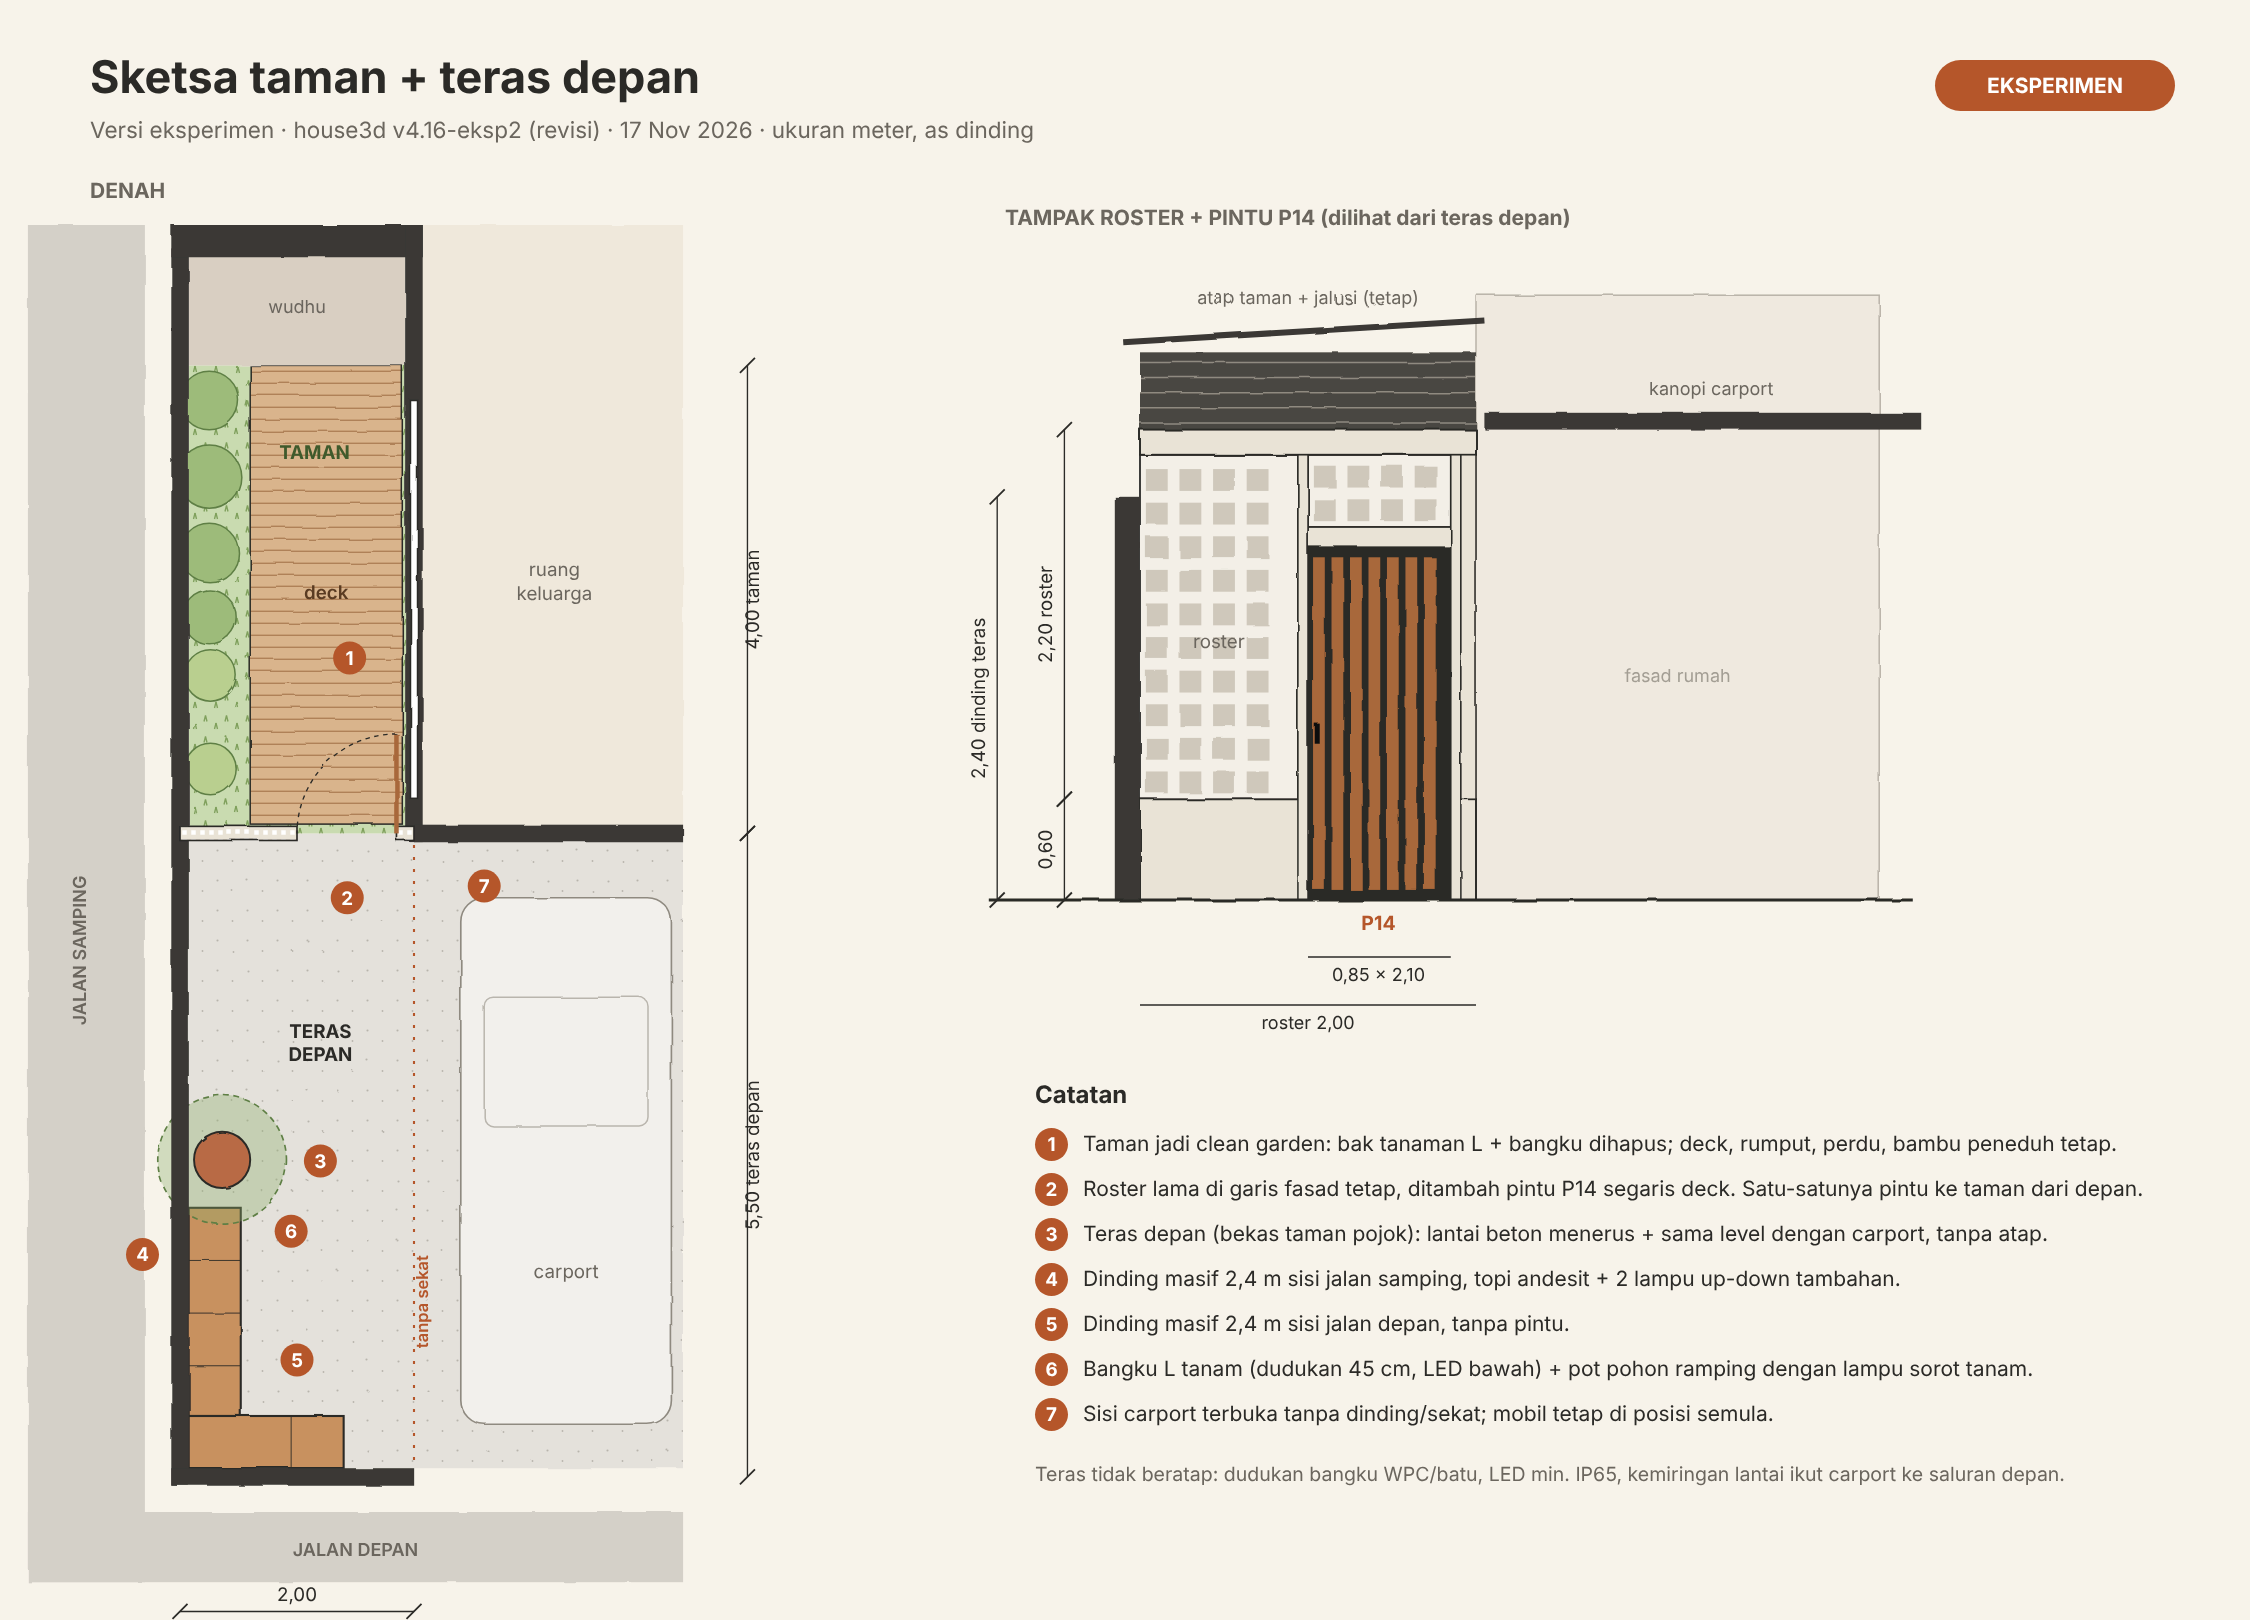 Sketsa taman + teras depan
EKSPERIMEN
Versi eksperimen · house3d v4.16-eksp2 (revisi) · 17 Nov 2026 · ukuran meter, as dinding
DENAH
wudhu
TAMAN
deck
1
ruang
keluarga
4,00 taman
JALAN SAMPING
2
7
TERAS
DEPAN
3
6
4
5
tanpa sekat
carport
5,50 teras depan
JALAN DEPAN
2,00
TAMPAK ROSTER + PINTU P14 (dilihat dari teras depan)
atap taman + jalusi (tetap)
kanopi carport
2,40 dinding teras
2,20 roster
0,60
roster
fasad rumah
P14
0,85 × 2,10
roster 2,00
Catatan
1 Taman jadi clean garden: bak tanaman L + bangku dihapus; deck, rumput, perdu, bambu peneduh tetap.
2 Roster lama di garis fasad tetap, ditambah pintu P14 segaris deck. Satu-satunya pintu ke taman dari depan.
3 Teras depan (bekas taman pojok): lantai beton menerus + sama level dengan carport, tanpa atap.
4 Dinding masif 2,4 m sisi jalan samping, topi andesit + 2 lampu up-down tambahan.
5 Dinding masif 2,4 m sisi jalan depan, tanpa pintu.
6 Bangku L tanam (dudukan 45 cm, LED bawah) + pot pohon ramping dengan lampu sorot tanam.
7 Sisi carport terbuka tanpa dinding/sekat; mobil tetap di posisi semula.
Teras tidak beratap: dudukan bangku WPC/batu, LED min. IP65, kemiringan lantai ikut carport ke saluran depan.